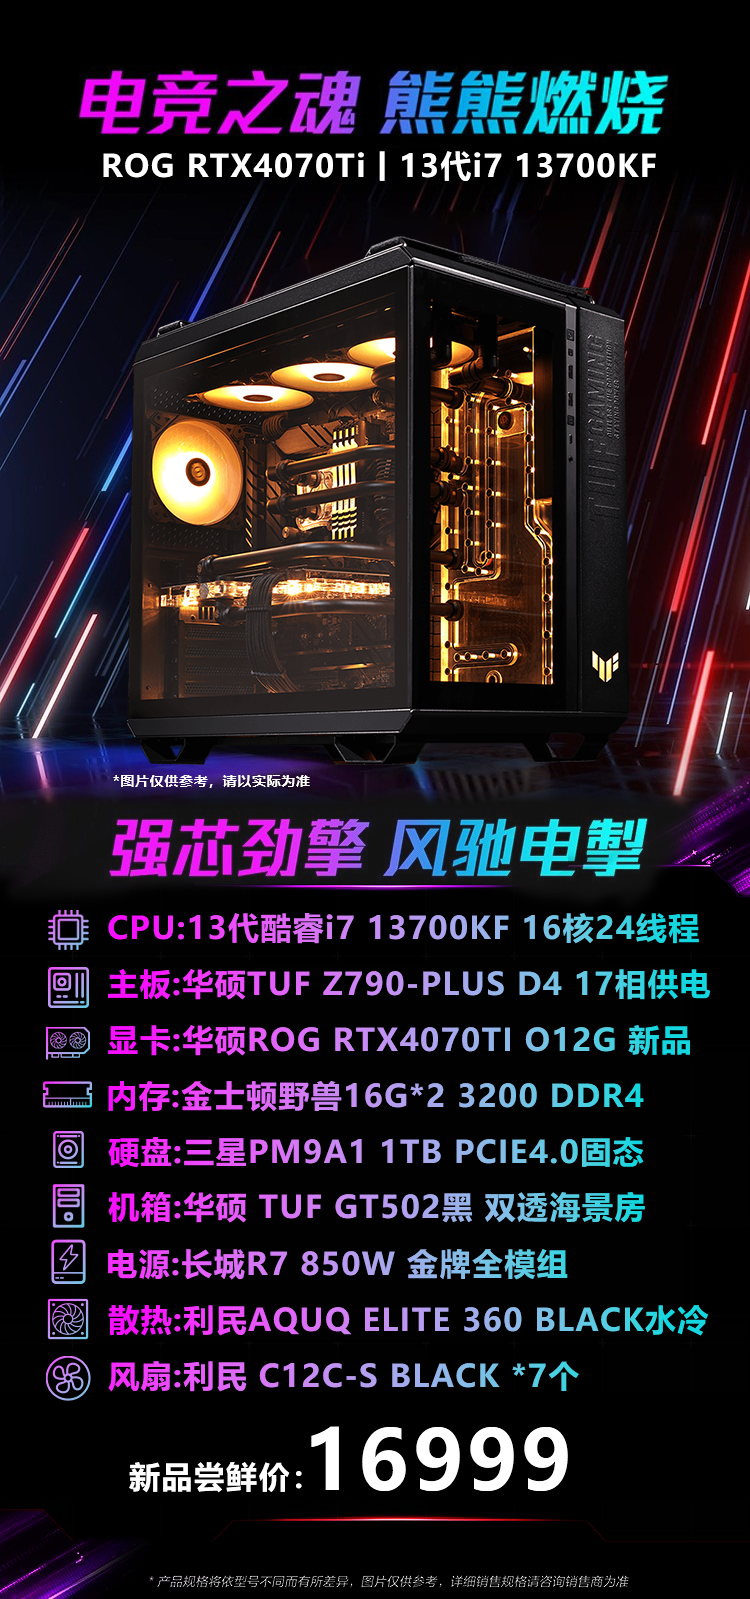 电竞之魂 熊熊燃烧
ROG RTX4070Ti | 13代i7 13700KF
TUF GAMING
*图片仅供参考，请以实际为准
强芯劲擎 风驰电掣
CPU:13代酷睿i7 13700KF 16核24线程
主板:华硕TUF Z790-PLUS D4 17相供电
显卡:华硕ROG RTX4070TI O12G 新品
内存:金士顿野兽16G*2 3200 DDR4
硬盘:三星PM9A1 1TB PCIE4.0固态
机箱:华硕 TUF GT502黑 双透海景房
电源:长城R7 850W 金牌全模组
散热:利民AQUQ ELITE 360 BLACK水冷
风扇:利民 C12C-S BLACK *7个
新品尝鲜价:16999
* 产品规格将依型号不同而有所差异，图片仅供参考，详细销售规格请咨询销售商为准